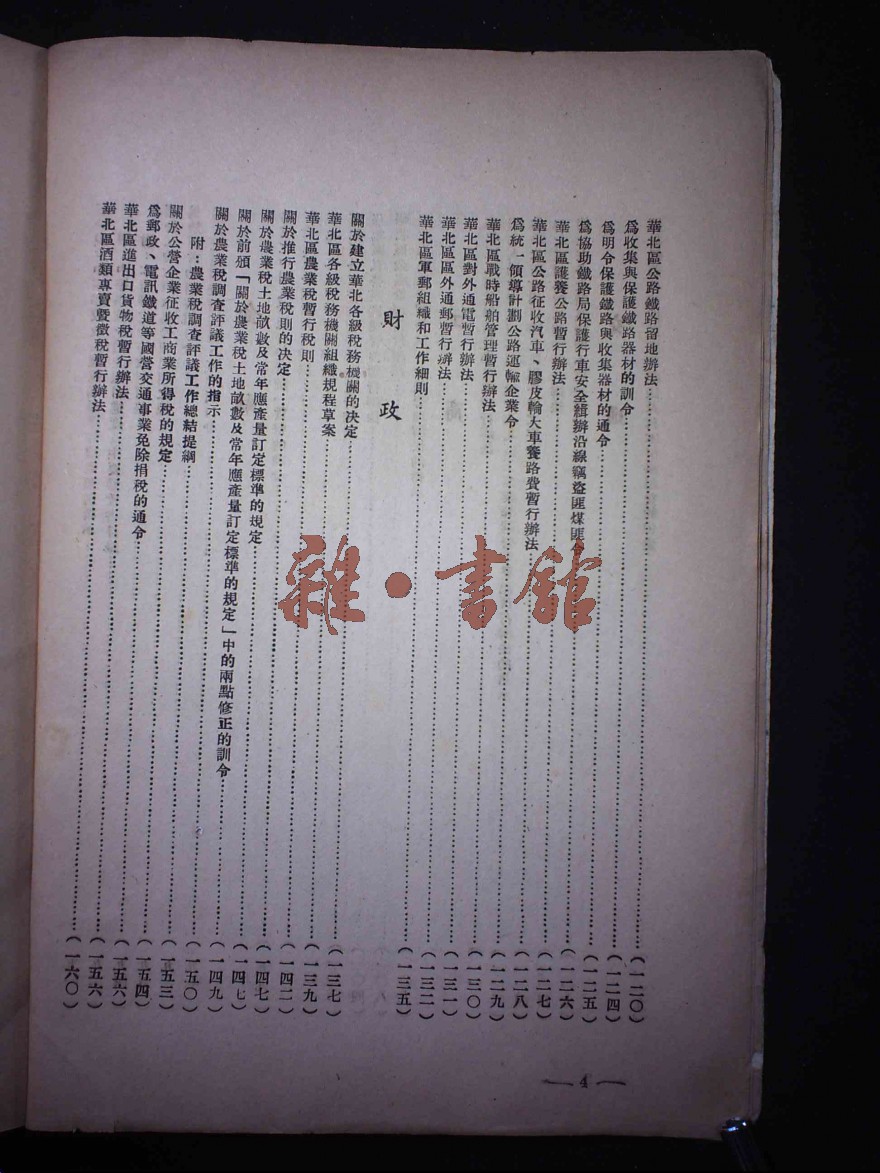 華北區公路鐵路留地辦法……(一二〇)
爲收集與保護鐵路器材的訓令……(一二四)
爲明令保護鐵路與收集器材的通令……(一二五)
爲協助鐵路局保護行車安全緝辦沿線竊盜匪煤匪……(一二六)
華北區護養公路暫行辦法……(一二七)
華北區公路征收汽車、膠皮輪大車養路費暫行辦法……(一二八)
爲統一領導計劃公路運輸企業令……(一二九)
華北區戰時船舶管理暫行辦法……(一三〇)
華北區對外通電暫行辦法……(一三一)
華北區區外通郵暫行辦法……(一三二)
華北區軍郵組織和工作細則……(一三五)
財政
關於建立華北各級稅務機關的決定……(一三七)
華北區各級稅務機關組織規程草案……(一三九)
華北區農業稅暫行稅則……(一四二)
關於推行農業稅則的決定……(一四七)
關於農業稅土地畝數及常年應產量訂定標準的規定……(一四七)
關於前頒「關於農業稅土地畝數及常年應產量訂定標準的規定」中的兩點修正的訓令……(一四九)
關於農業稅調查評議工作的指示……(一五〇)
附:農業稅調查評議工作總結提綱……(一五三)
關於公營企業征收工商業所得稅的規定……(一五四)
爲郵政、電訊鐵道等國營交通事業免除捐稅的通令……(一五六)
華北區進出口貨物稅暫行辦法……(一五六)
華北區酒類專賣暨徵稅暫行辦法……(一六〇)
— 4 —
雜·書館